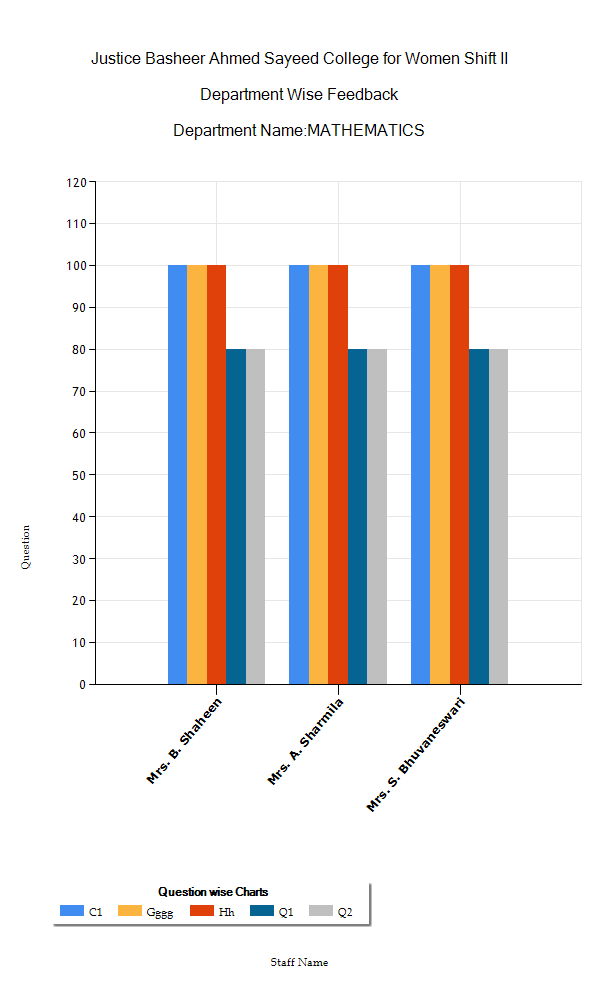 Justice Basheer Ahmed Sayeed College for Women Shift II
Department Wise Feedback
Department Name:MATHEMATICS
120
110
100
90
80
70
60
50
40
30
20
10
0
Question
Mrs. B. Shaheen
Mrs. A. Sharmila
Mrs. S. Bhuvaneswari
Question wise Charts
C1 Gggg Hh Q1 Q2
Staff Name